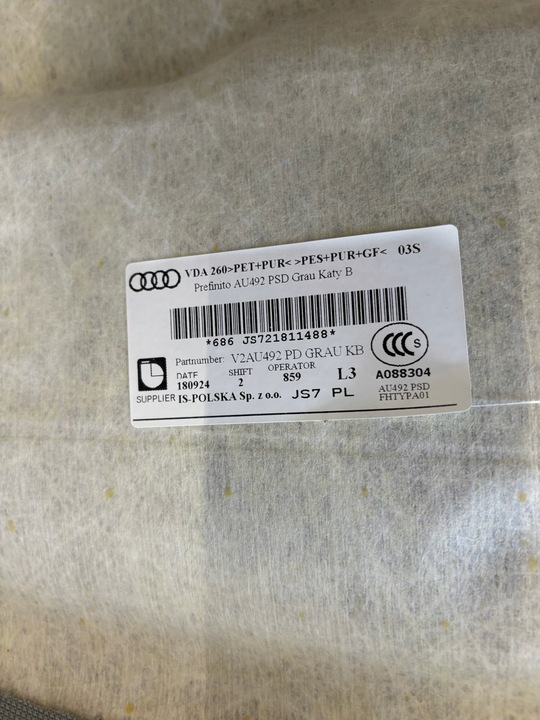 VDA 260>PET+PUR< >PES+PUR+GF< 03S
Prefinito AU492 PSD Grau Katy B
*686 JS721811488*
Partnumber: V2AU492 PD GRAU KB
CCC S
DATE SHIFT OPERATOR
180924 2 859 L3 A088304
SUPPLIER IS-POLSKA Sp. z o.o. JS7 PL
AU492 PSD
FHTYPA01